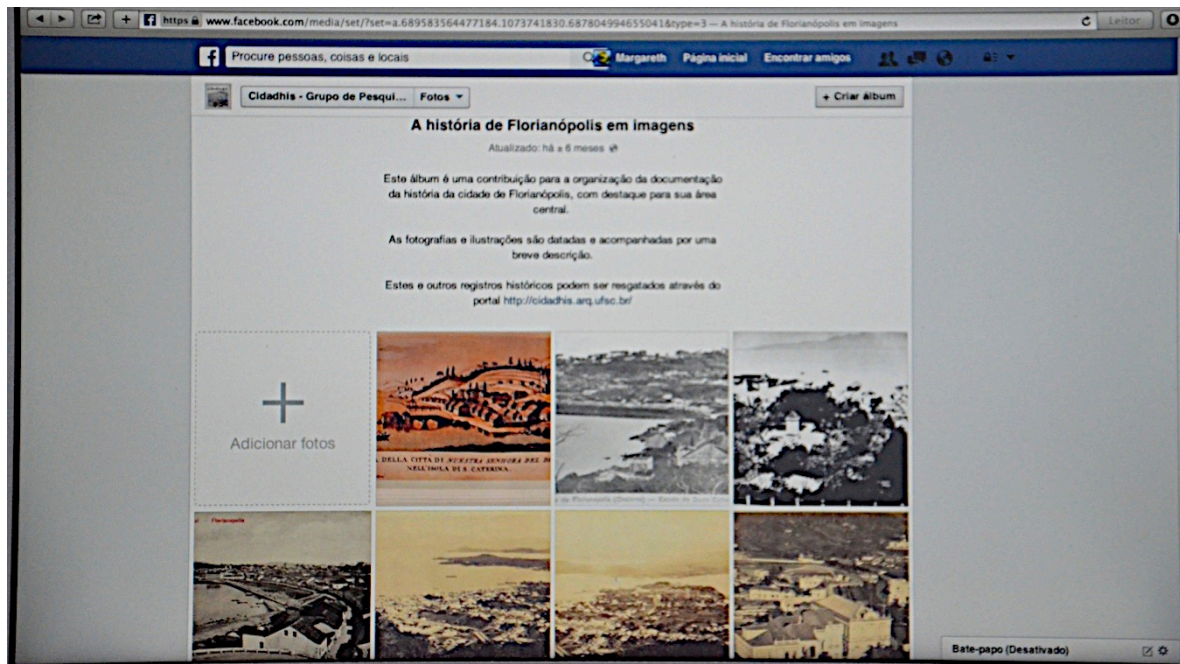 https www.facebook.com/media/set/?set=a.689583564477184.1073741830.687804994655041&type=3 — A história de Florianópolis em imagens
Leitor
Procure pessoas, coisas e locais
Margareth
Página inicial
Encontrar amigos
Cidadhis - Grupo de Pesqui...
Fotos
+ Criar álbum
A história de Florianópolis em imagens
Atualizado: há ± 6 meses
Este álbum é uma contribuição para a organização da documentação
da história da cidade de Florianópolis, com destaque para sua área
central.
As fotografias e ilustrações são datadas e acompanhadas por uma
breve descrição.
Estes e outros registros históricos podem ser resgatados através do
portal http://cidadhis.arq.ufsc.br/
Adicionar fotos
DELLA CITTÀ DI NUESTRA SENHORA DEL
NELL'ISOLA DI S. CATERINA.
Florianopolis
Bate-papo (Desativado)